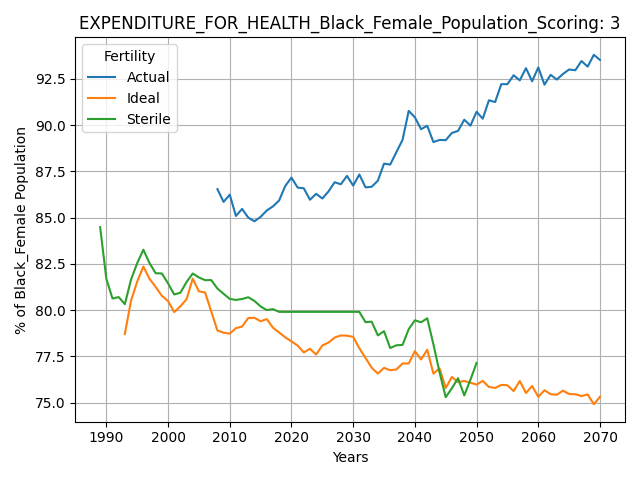 EXPENDITURE_FOR_HEALTH_Black_Female_Population_Scoring: 3
Fertility
Actual
Ideal
Sterile
% of Black_Female Population
92.5
90.0
87.5
85.0
82.5
80.0
77.5
75.0
1990 2000 2010 2020 2030 2040 2050 2060 2070
Years